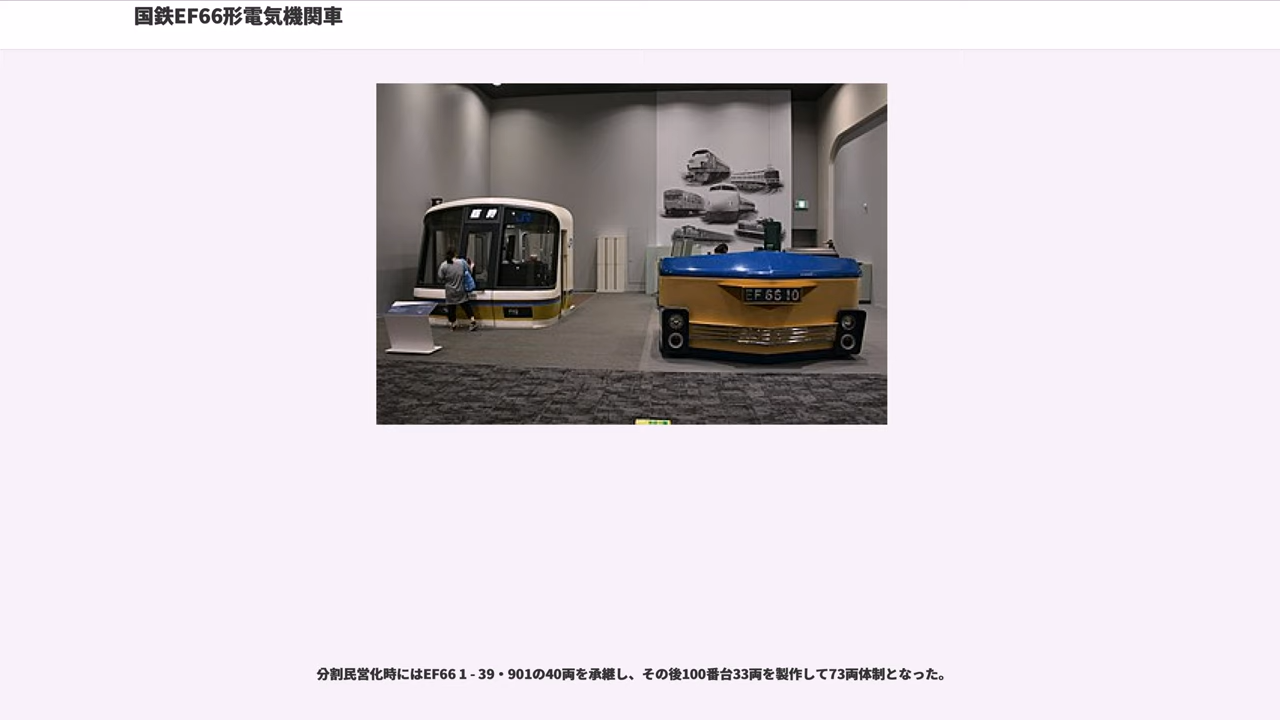 国鉄EF66形電気機関車
臨時
EF66 10
分割民営化時にはEF66 1 - 39・901の40両を承継し、その後100番台33両を製作して73両体制となった。